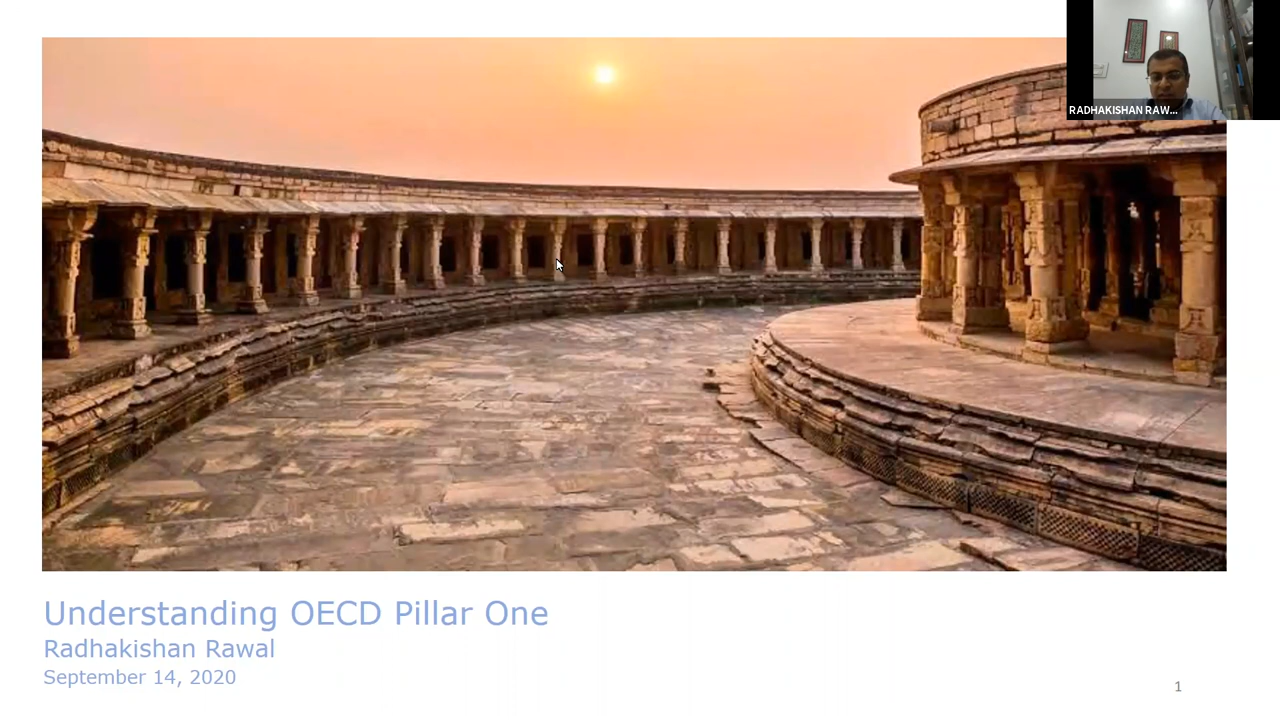 RADHAKISHAN RAW...
Understanding OECD Pillar One
Radhakishan Rawal
September 14, 2020
1